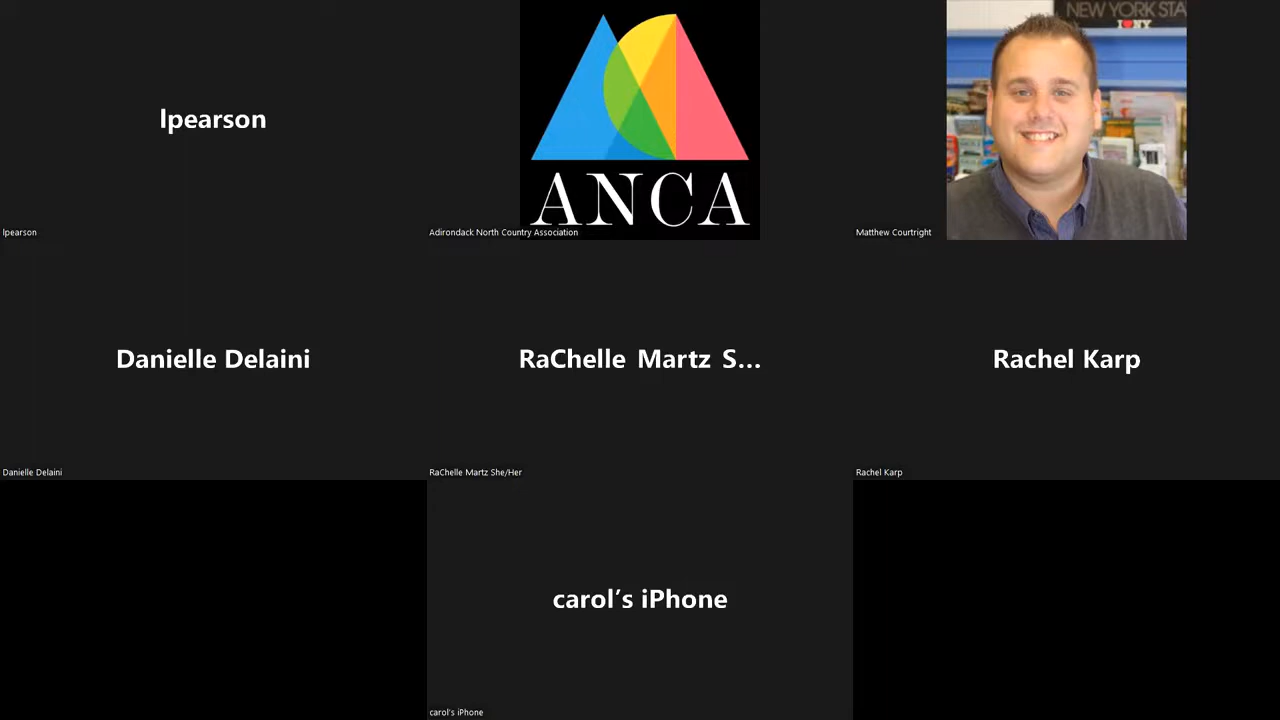 lpearson
lpearson
ANCA
Adirondack North Country Association
NEW YORK STA
I NY
Matthew Courtright
Danielle Delaini
Danielle Delaini
RaChelle Martz S...
RaChelle Martz She/Her
Rachel Karp
Rachel Karp
carol's iPhone
carol's iPhone